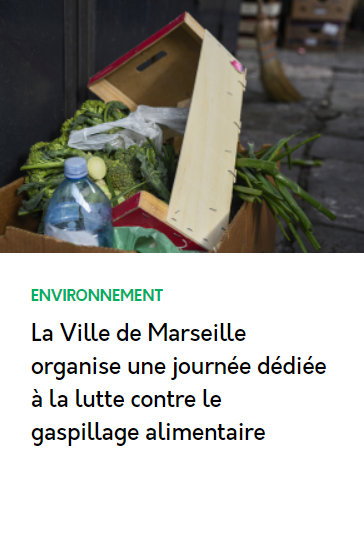 ENVIRONNEMENT
La Ville de Marseille
organise une journée dédiée
à la lutte contre le
gaspillage alimentaire